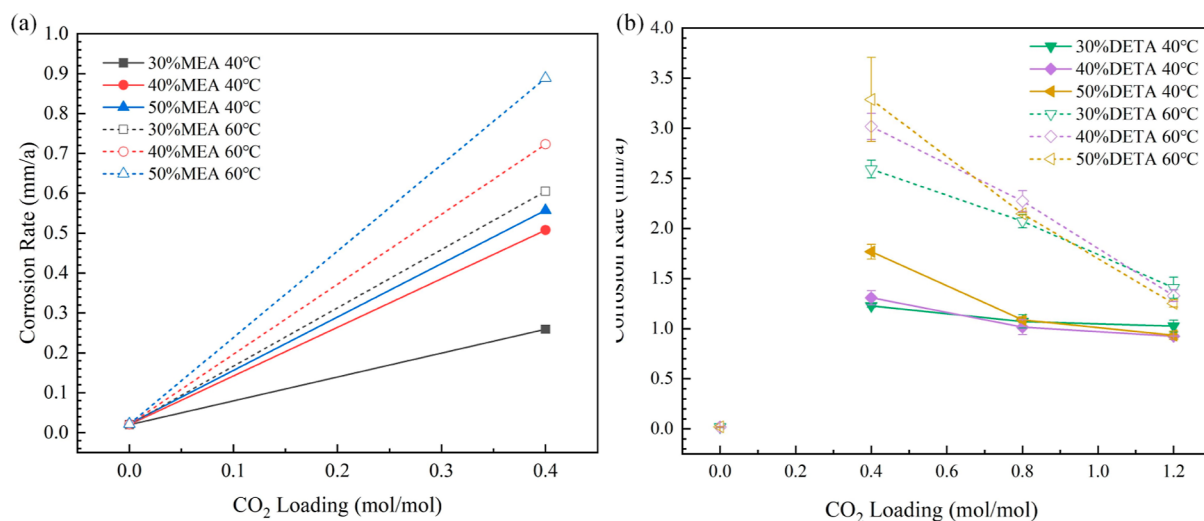 (a)
1.0
0.9
0.8
0.7
0.6
0.5
0.4
0.3
0.2
0.1
0.0
Corrosion Rate (mm/a)
30%MEA 40℃
40%MEA 40℃
50%MEA 40℃
30%MEA 60℃
40%MEA 60℃
50%MEA 60℃
0.0 0.1 0.2 0.3 0.4
CO₂ Loading (mol/mol)
(b)
4.0
3.5
3.0
2.5
2.0
1.5
1.0
0.5
0.0
Corrosion Rate (mm/a)
30%DETA 40℃
40%DETA 40℃
50%DETA 40℃
30%DETA 60℃
40%DETA 60℃
50%DETA 60℃
0.0 0.2 0.4 0.6 0.8 1.0 1.2
CO₂ Loading (mol/mol)